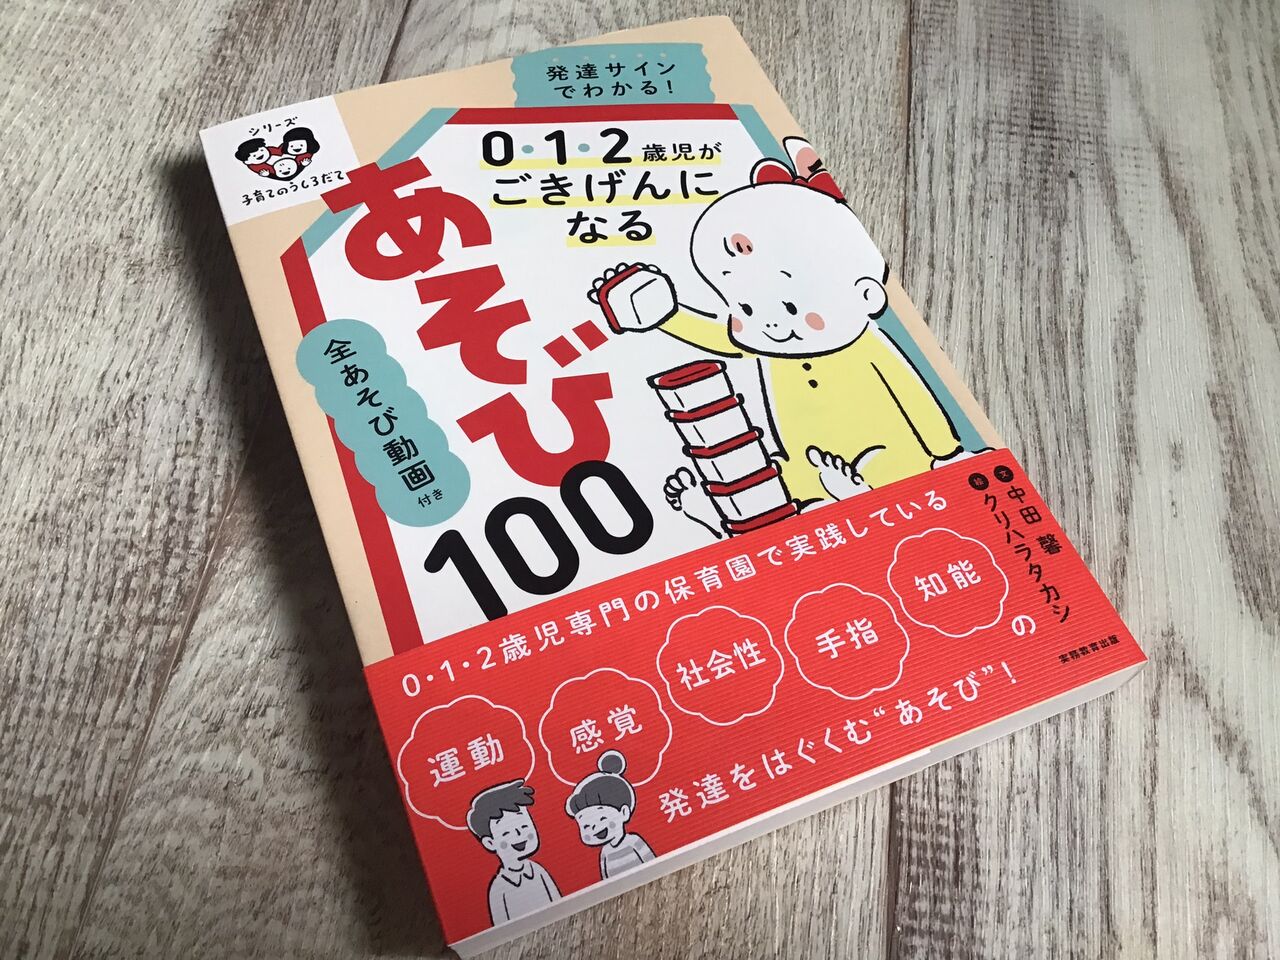 発達サイン
でわかる！
シリーズ
子育てのうしろだて
0・1・2歳児が
ごきげんに
なる
あそび
100
全あそび動画付き
文 中田 馨
絵 クリハラタカシ
実務教育出版
0・1・2歳児専門の保育園で実践している
運動
感覚
社会性
手指
知能
の
発達をはぐくむ“あそび”！